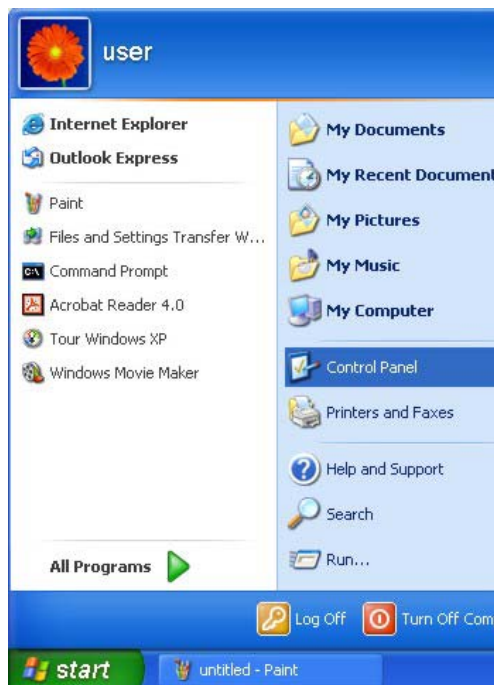 user
Internet Explorer
Outlook Express
Paint
Files and Settings Transfer W...
Command Prompt
Acrobat Reader 4.0
Tour Windows XP
Windows Movie Maker
All Programs
My Documents
My Recent Document
My Pictures
My Music
My Computer
Control Panel
Printers and Faxes
Help and Support
Search
Run...
Log Off
Turn Off Com
start
untitled - Paint